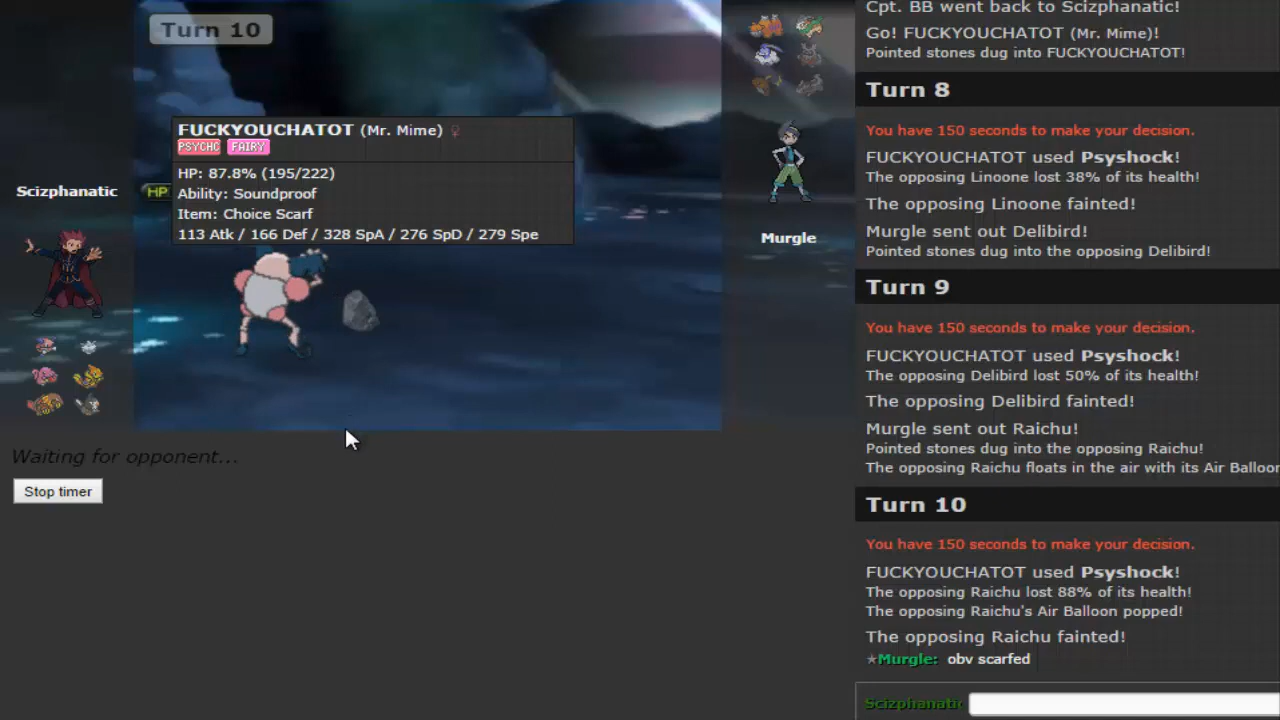 Turn 10
FUCKYOUCHATOT (Mr. Mime) ♀
PSYCHC FAIRY
HP: 87.8% (195/222)
Ability: Soundproof
Item: Choice Scarf
113 Atk / 166 Def / 328 SpA / 276 SpD / 279 Spe
Scizphanatic
HP
Murgle
Waiting for opponent...
Stop timer
Cpt. BB went back to Scizphanatic!
Go! FUCKYOUCHATOT (Mr. Mime)!
Pointed stones dug into FUCKYOUCHATOT!
Turn 8
You have 150 seconds to make your decision.
FUCKYOUCHATOT used Psyshock!
The opposing Linoone lost 38% of its health!
The opposing Linoone fainted!
Murgle sent out Delibird!
Pointed stones dug into the opposing Delibird!
Turn 9
You have 150 seconds to make your decision.
FUCKYOUCHATOT used Psyshock!
The opposing Delibird lost 50% of its health!
The opposing Delibird fainted!
Murgle sent out Raichu!
Pointed stones dug into the opposing Raichu!
The opposing Raichu floats in the air with its Air Balloon
Turn 10
You have 150 seconds to make your decision.
FUCKYOUCHATOT used Psyshock!
The opposing Raichu lost 88% of its health!
The opposing Raichu's Air Balloon popped!
The opposing Raichu fainted!
★Murgle: obv scarfed
Scizphanatic